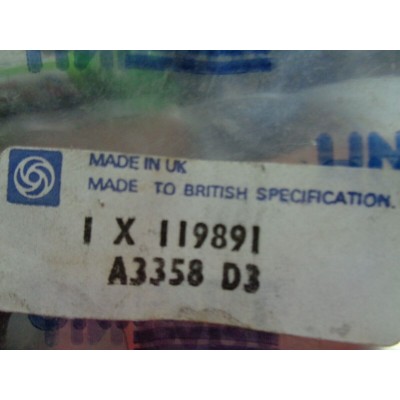 MADE IN UK
MADE TO BRITISH SPECIFICATION.
1 X 119891
A3358 D3